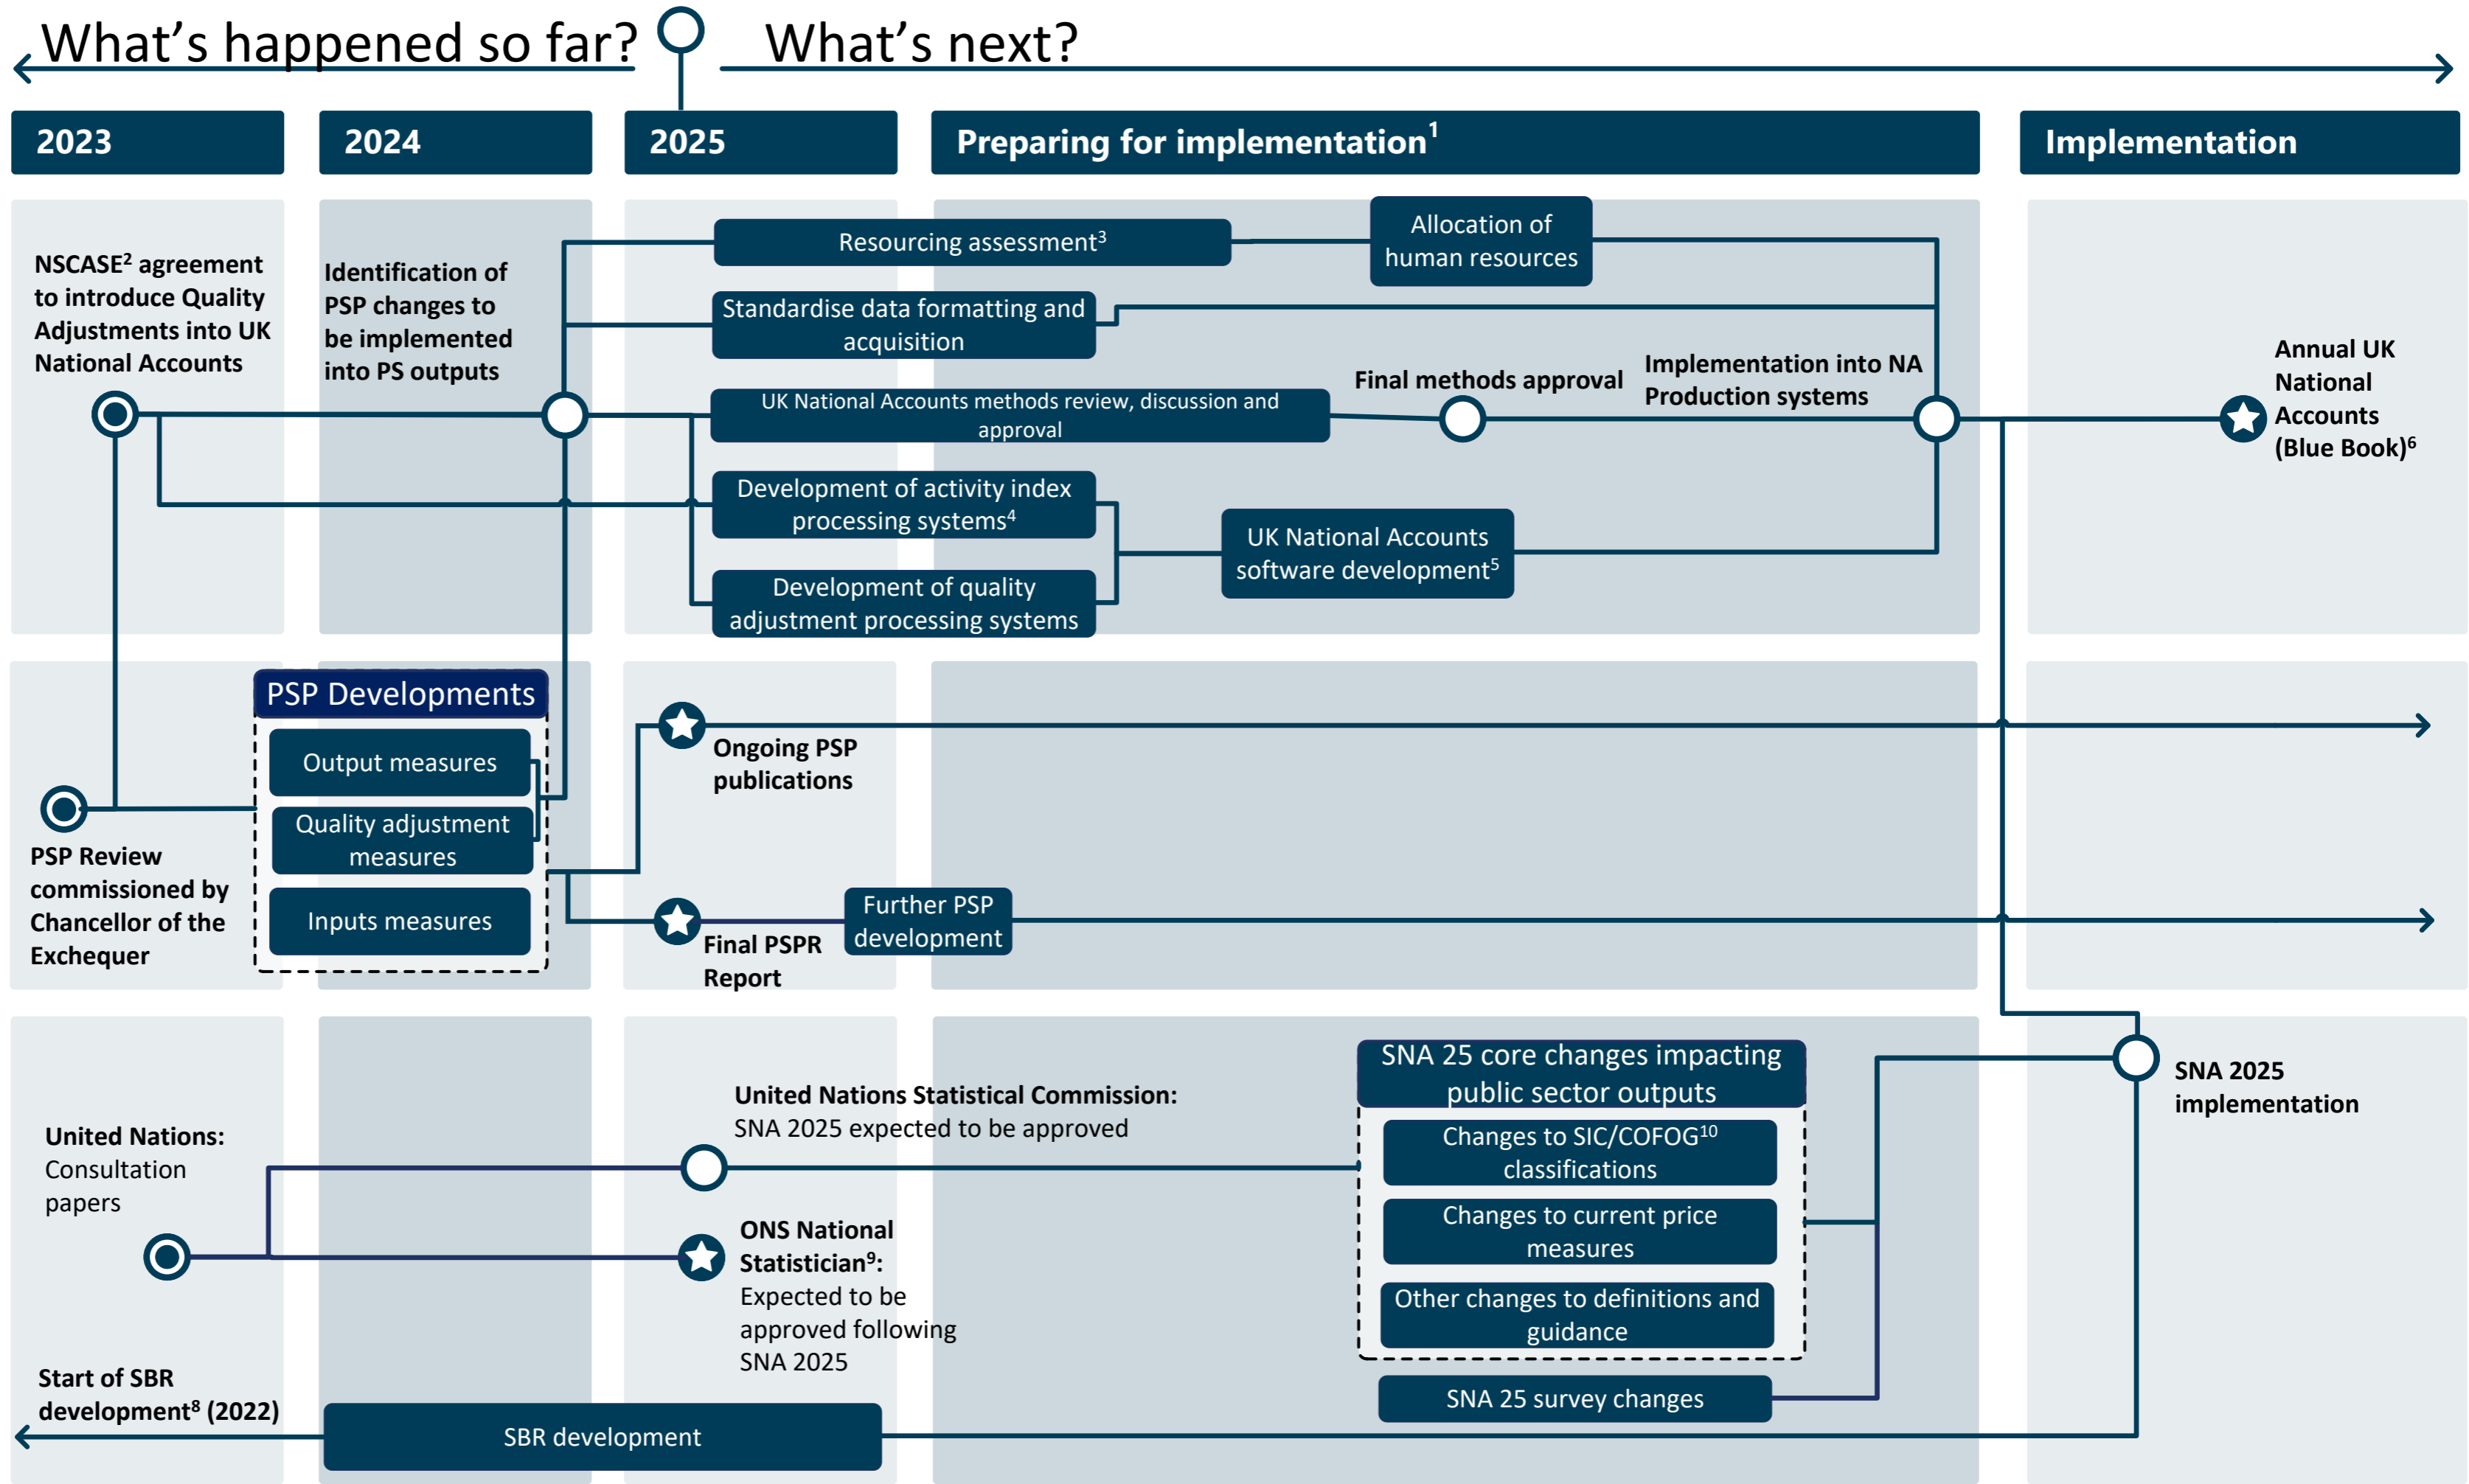 What's happened so far?
What's next?
2023
2024
2025
Preparing for implementation¹
Implementation
NSCASE² agreement
to introduce Quality
Adjustments into UK
National Accounts
Identification of
PSP changes to
be implemented
into PS outputs
Resourcing assessment³
Allocation of
human resources
Standardise data formatting and
acquisition
UK National Accounts methods review, discussion and
approval
Final methods approval
Implementation into NA
Production systems
Annual UK
National
Accounts
(Blue Book)⁶
Development of activity index
processing systems⁴
Development of quality
adjustment processing systems
UK National Accounts
software development⁵
PSP Developments
Output measures
Quality adjustment
measures
Inputs measures
PSP Review
commissioned by
Chancellor of the
Exchequer
Ongoing PSP
publications
Final PSPR
Report
Further PSP
development
United Nations:
Consultation
papers
United Nations Statistical Commission:
SNA 2025 expected to be approved
ONS National
Statistician⁹:
Expected to be
approved following
SNA 2025
SNA 25 core changes impacting
public sector outputs
Changes to SIC/COFOG¹⁰
classifications
Changes to current price
measures
Other changes to definitions and
guidance
SNA 25 survey changes
SNA 2025
implementation
Start of SBR
development⁸ (2022)
SBR development